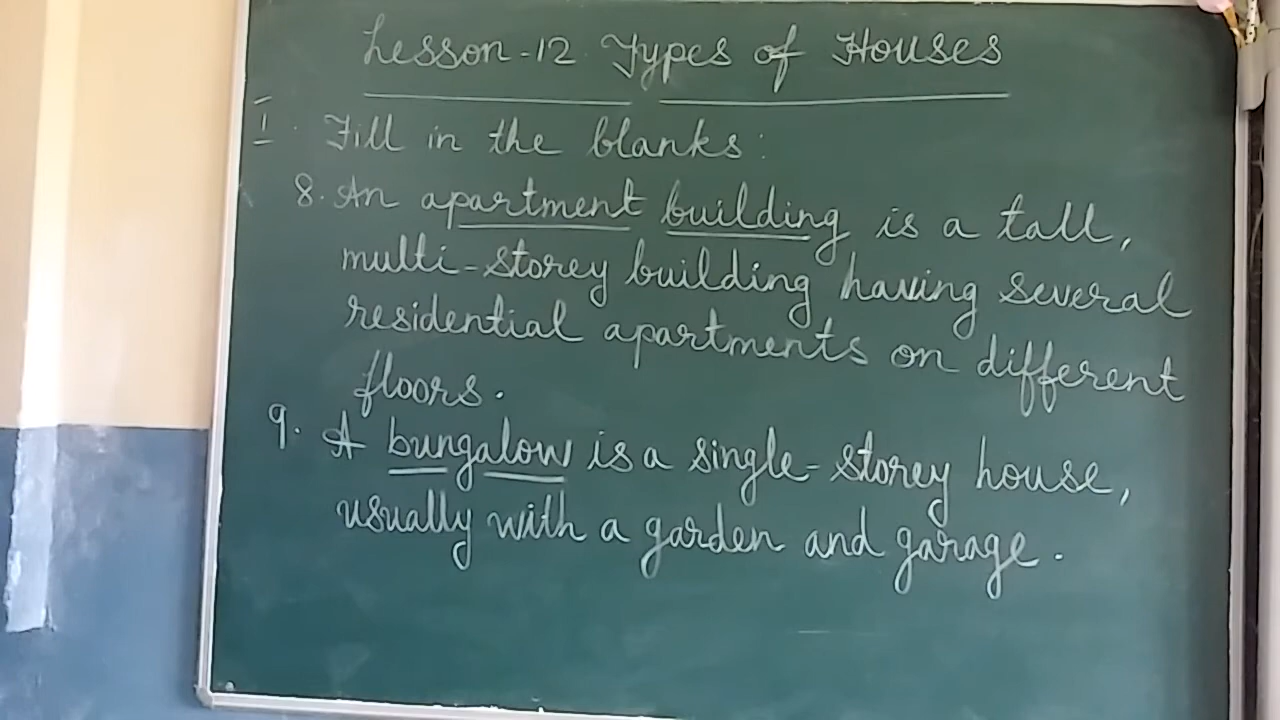 Lesson-12 Types of Houses
I. Fill in the blanks:
8. An apartment building is a tall,
multi-storey building having several
residential apartments on different
floors.
9. A bungalow is a single-storey house,
usually with a garden and garage.